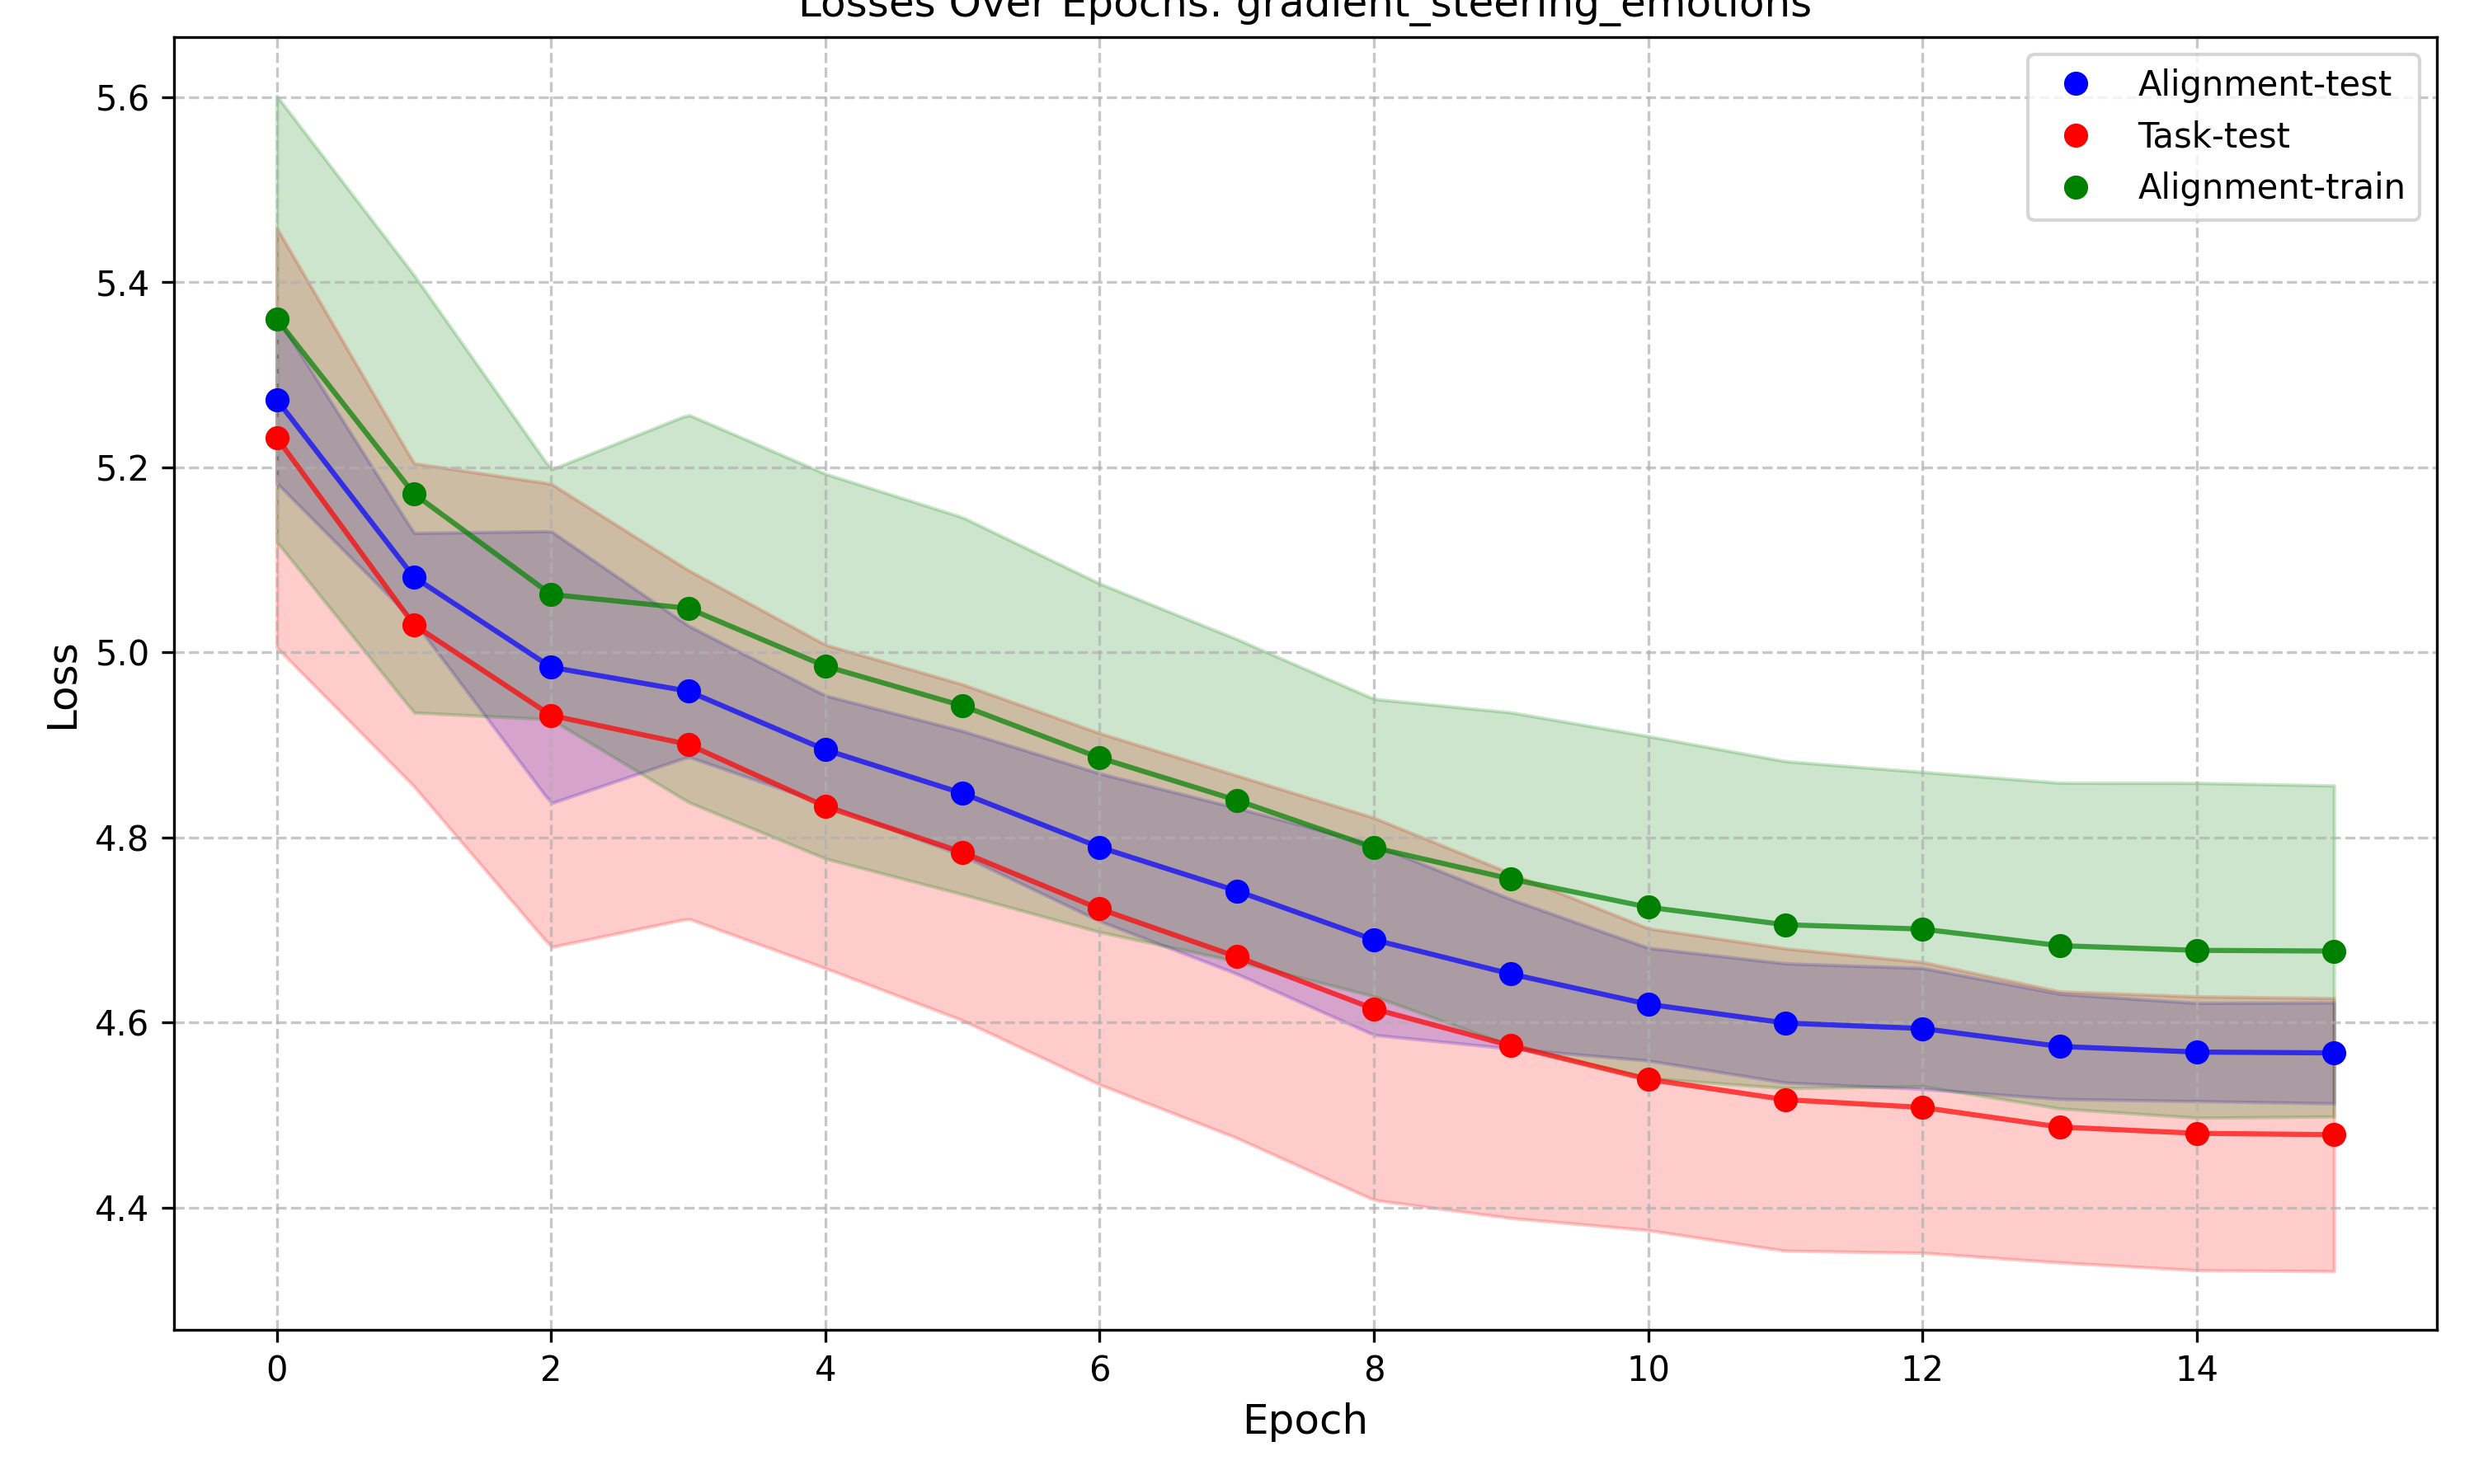 Losses Over Epochs: gradient_steering_emotions
Alignment-test
Task-test
Alignment-train
5.6
5.4
5.2
5.0
4.8
4.6
4.4
Loss
0 2 4 6 8 10 12 14
Epoch